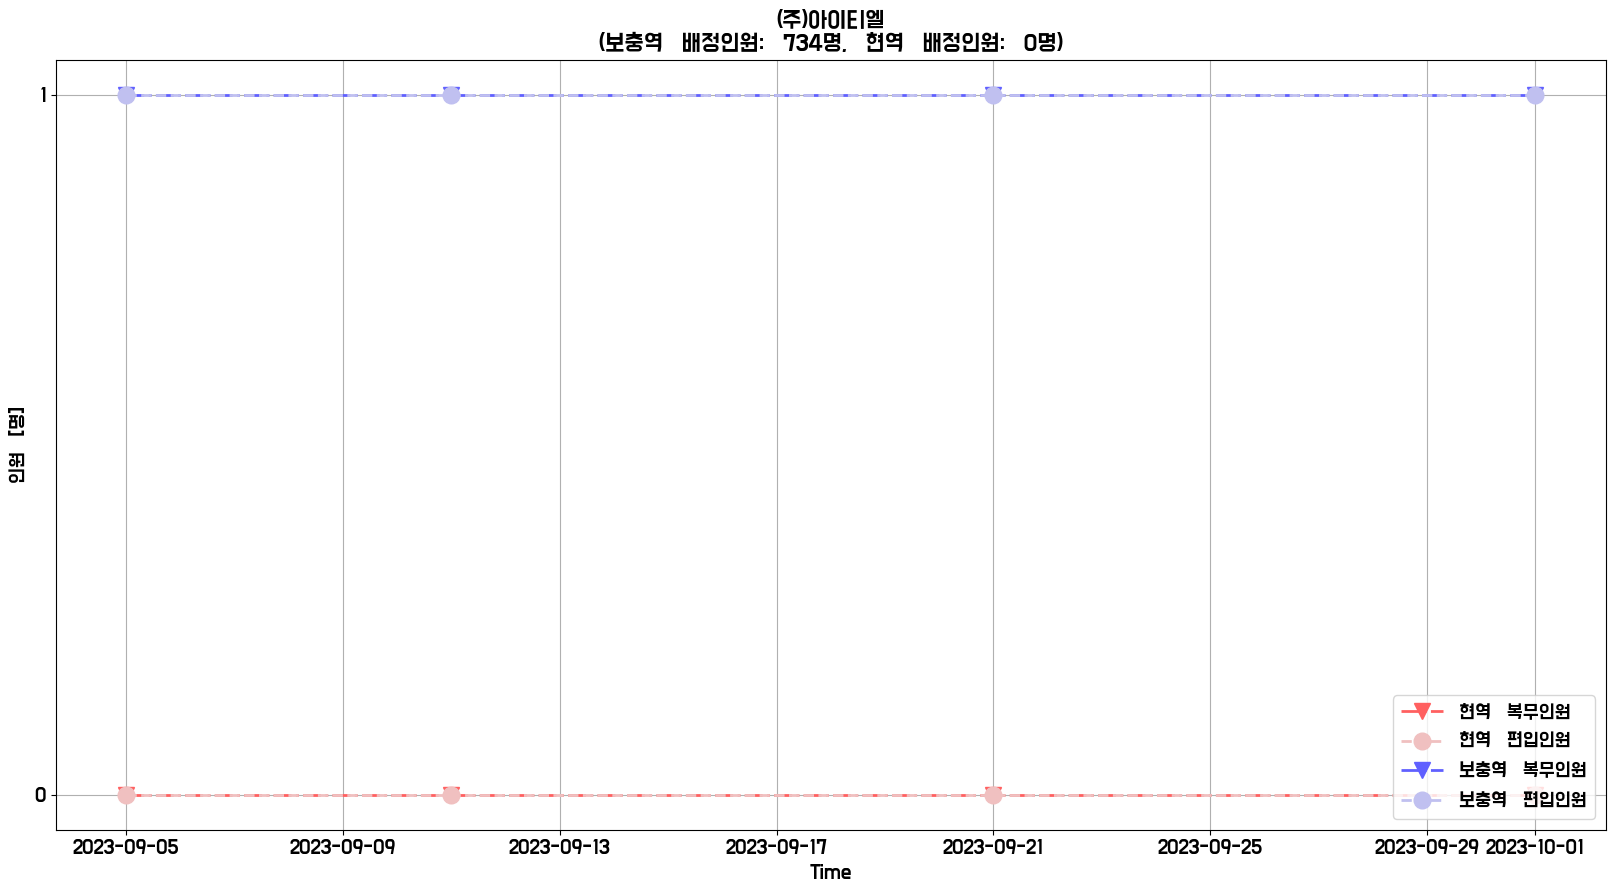 (주)아이티엘
(보충역 배정인원: 734명, 현역 배정인원: 0명)
1
0
인원 [명]
2023-09-05 2023-09-09 2023-09-13 2023-09-17 2023-09-21 2023-09-25 2023-09-29 2023-10-01
Time
현역 복무인원
현역 편입인원
보충역 복무인원
보충역 편입인원